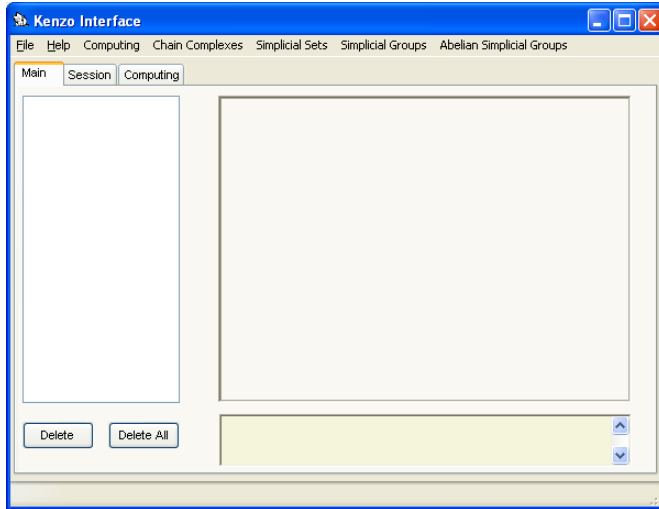 Kenzo Interface
File Help Computing Chain Complexes Simplicial Sets Simplicial Groups Abelian Simplicial Groups
Main Session Computing
Delete Delete All